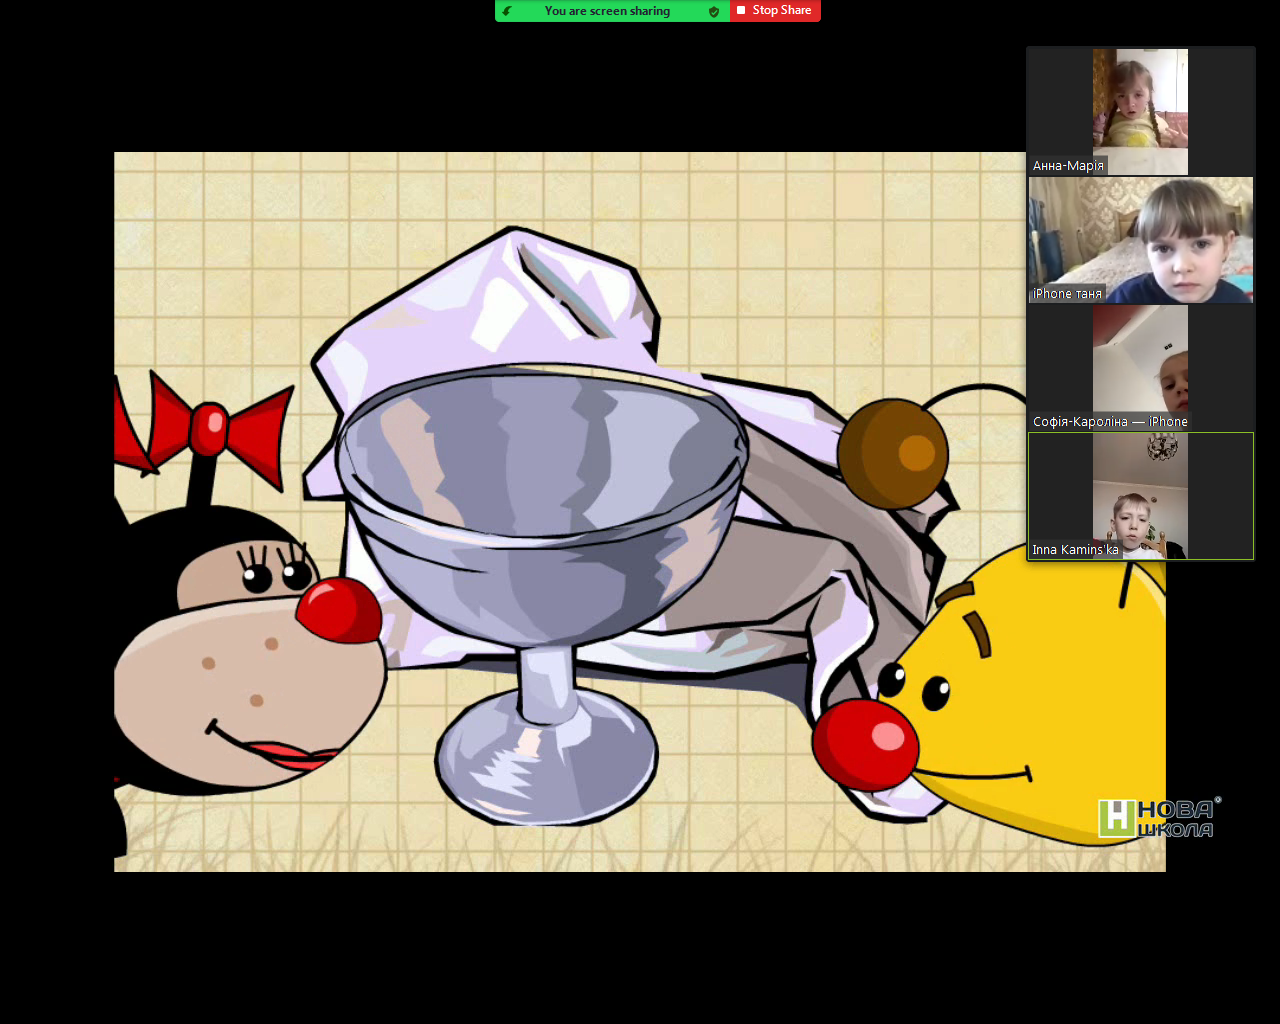 You are screen sharing
Stop Share
Анна-Марія
iPhone таня
Софія-Кароліна — iPhone
Inna Kamins'ka
НОВА
ШКОЛА